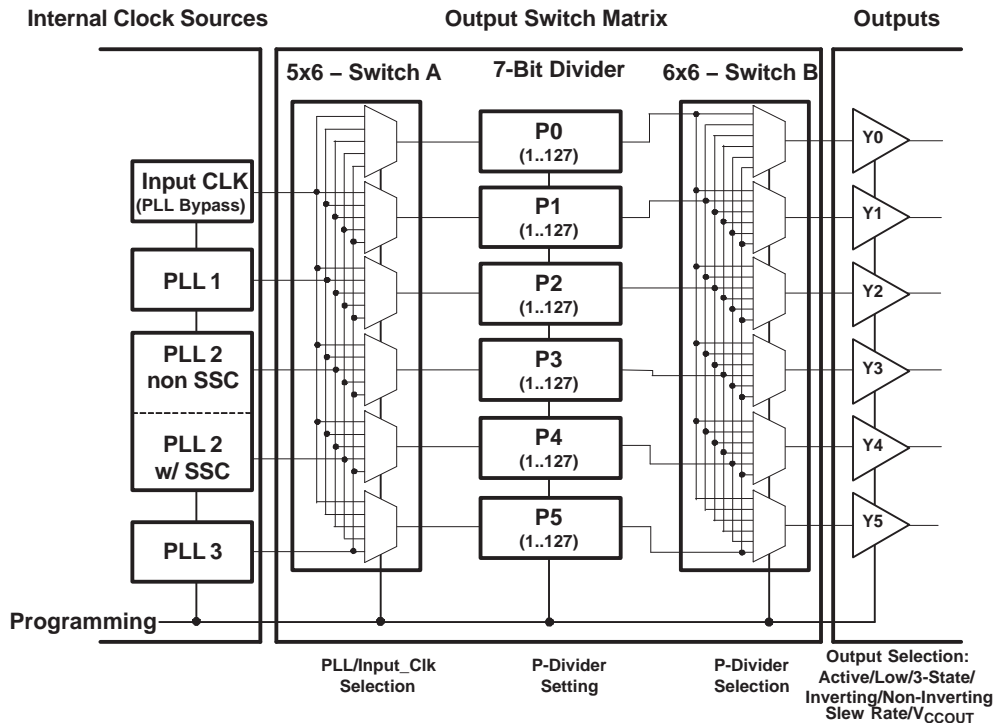 Internal Clock Sources
Output Switch Matrix
Outputs
5x6 – Switch A
7-Bit Divider
6x6 – Switch B
Input CLK
(PLL Bypass)
PLL 1
PLL 2
non SSC
PLL 2
w/ SSC
PLL 3
P0
(1..127)
P1
(1..127)
P2
(1..127)
P3
(1..127)
P4
(1..127)
P5
(1..127)
Y0
Y1
Y2
Y3
Y4
Y5
Programming
PLL/Input_Clk
Selection
P-Divider
Setting
P-Divider
Selection
Output Selection:
Active/Low/3-State/
Inverting/Non-Inverting
Slew Rate/VCCOUT